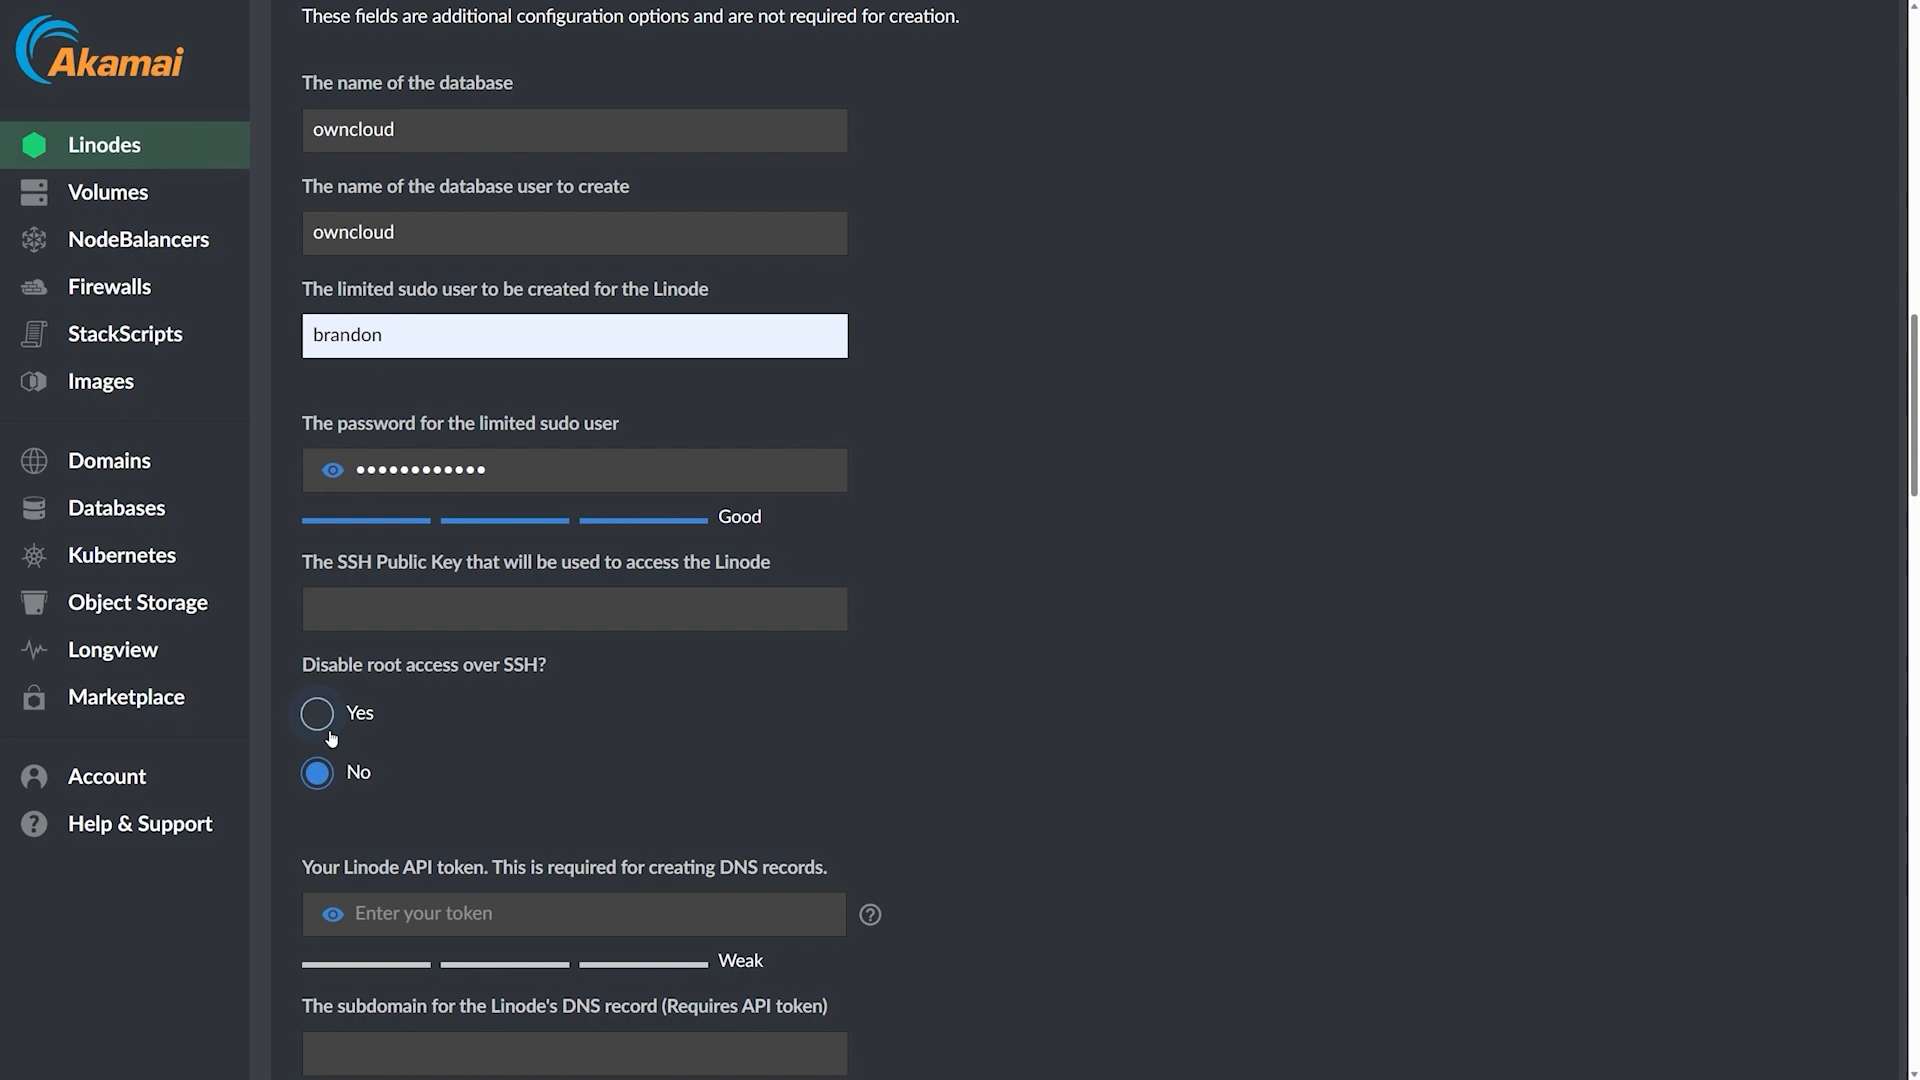 Akamai
Linodes
Volumes
NodeBalancers
Firewalls
StackScripts
Images
Domains
Databases
Kubernetes
Object Storage
Longview
Marketplace
Account
Help & Support
These fields are additional configuration options and are not required for creation.
The name of the database
owncloud
The name of the database user to create
owncloud
The limited sudo user to be created for the Linode
brandon
The password for the limited sudo user
••••••••••••
Good
The SSH Public Key that will be used to access the Linode
Disable root access over SSH?
Yes
No
Your Linode API token. This is required for creating DNS records.
Enter your token
Weak
The subdomain for the Linode's DNS record (Requires API token)